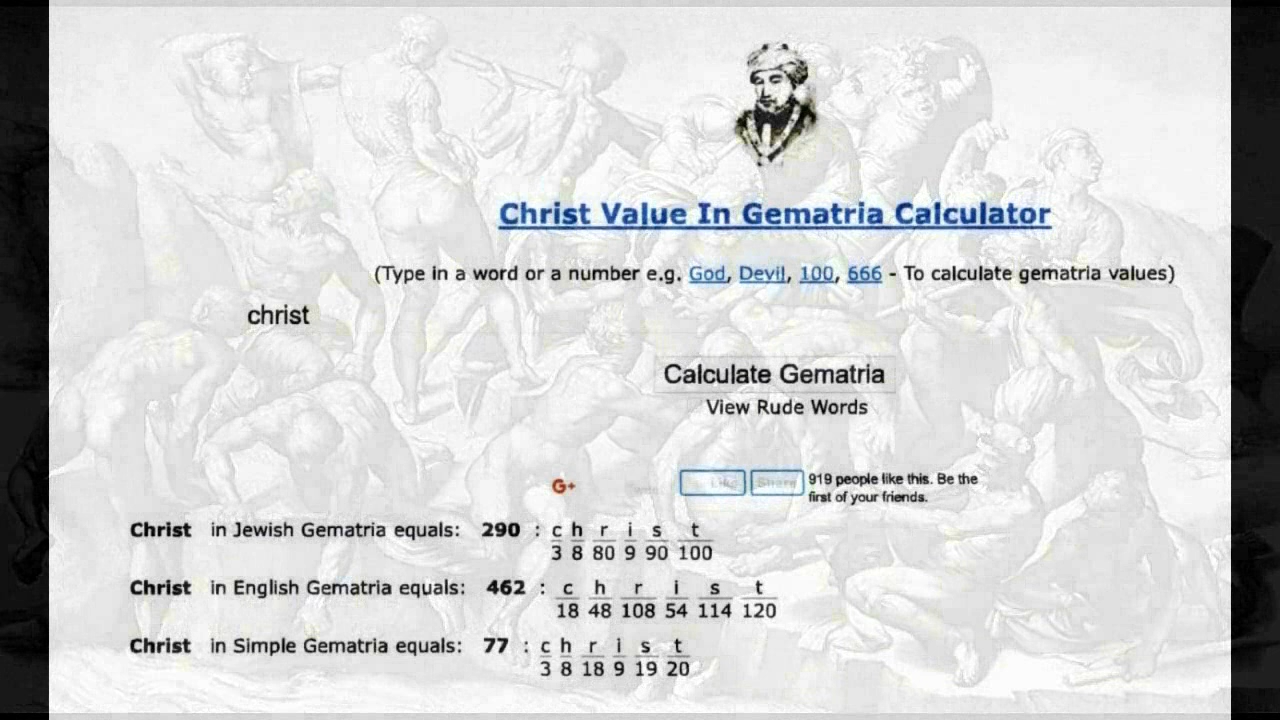 Christ Value In Gematria Calculator
(Type in a word or a number e.g. God, Devil, 100, 666 - To calculate gematria values)
christ
Calculate Gematria
View Rude Words
G+ Like Share 919 people like this. Be the
first of your friends.
Christ in Jewish Gematria equals: 290 : c h r i s t
3 8 80 9 90 100
Christ in English Gematria equals: 462 : c h r i s t
18 48 108 54 114 120
Christ in Simple Gematria equals: 77 : c h r i s t
3 8 18 9 19 20